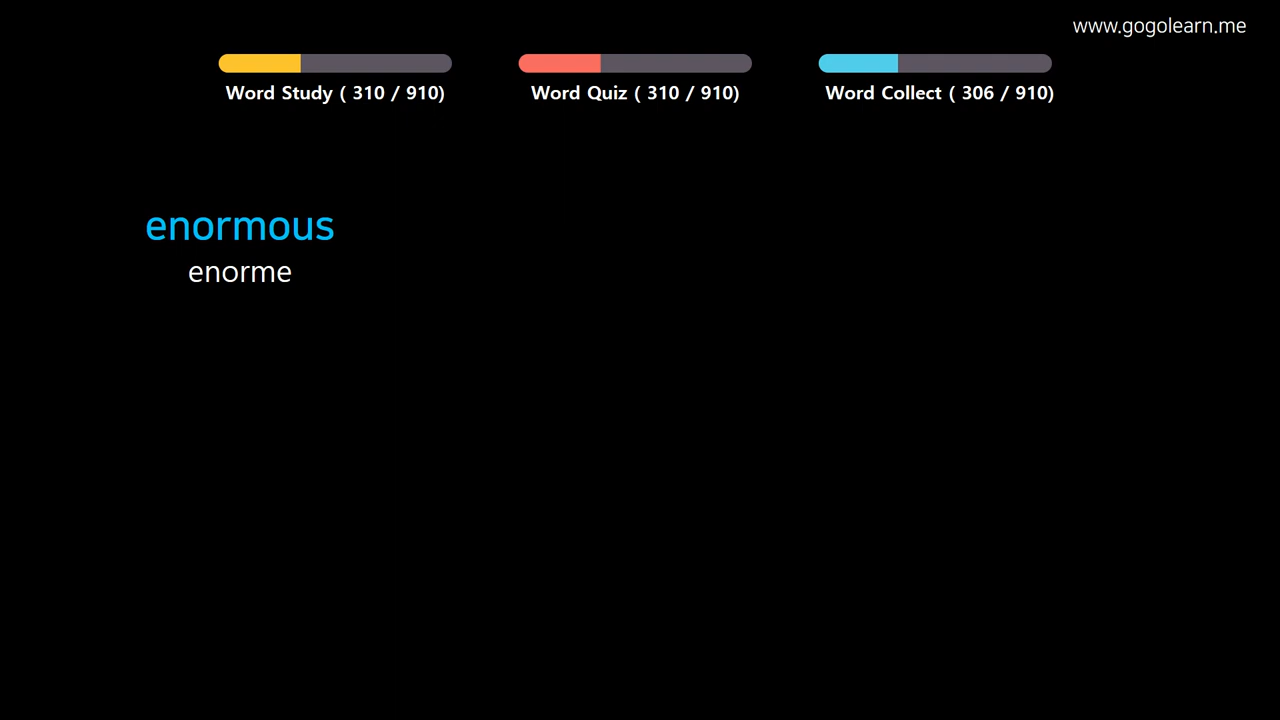 www.gogolearn.me
Word Study ( 310 / 910)
Word Quiz ( 310 / 910)
Word Collect ( 306 / 910)
enormous
enorme